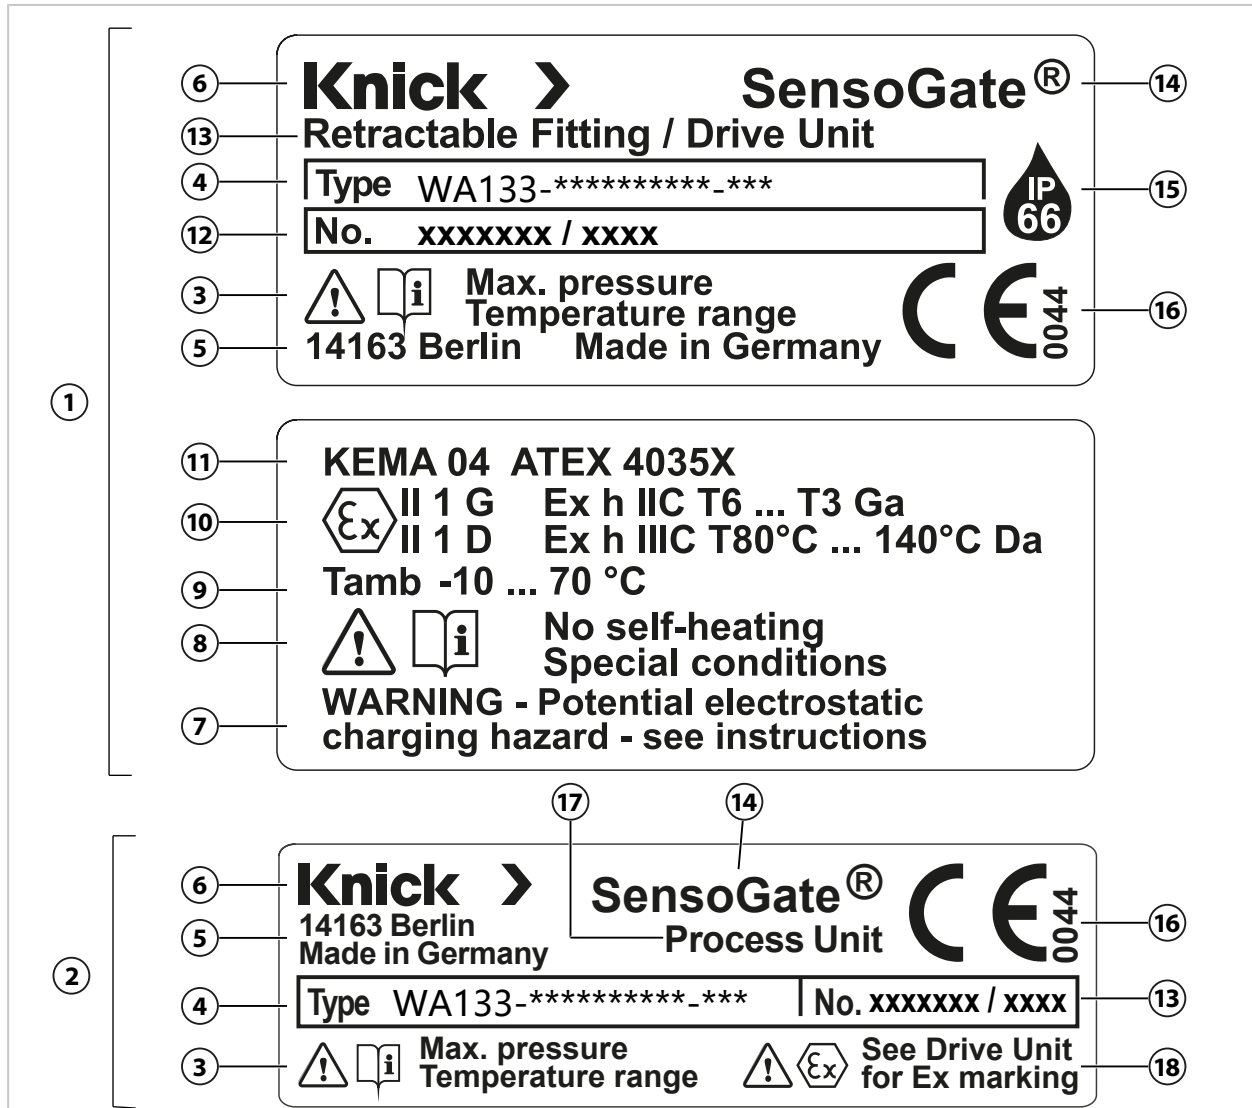 6 Knick SensoGate® 14
13 Retractable Fitting / Drive Unit
4 Type WA133-**********-*** IP 66 15
12 No. xxxxxxx / xxxx
3 Max. pressure
Temperature range
0044 16
5 14163 Berlin Made in Germany
1
11 KEMA 04 ATEX 4035X
10 Ex II 1 G Ex h IIC T6 ... T3 Ga
II 1 D Ex h IIIC T80°C ... 140°C Da
9 Tamb -10 ... 70 °C
8 i No self-heating
Special conditions
7 WARNING - Potential electrostatic
charging hazard - see instructions
17 14
6 Knick SensoGate® CE
5 14163 Berlin Process Unit 0044 16
Made in Germany
2
4 Type WA133-**********-*** No. xxxxxxx / xxxx 13
3 i Max. pressure Ex See Drive Unit 18
Temperature range for Ex marking